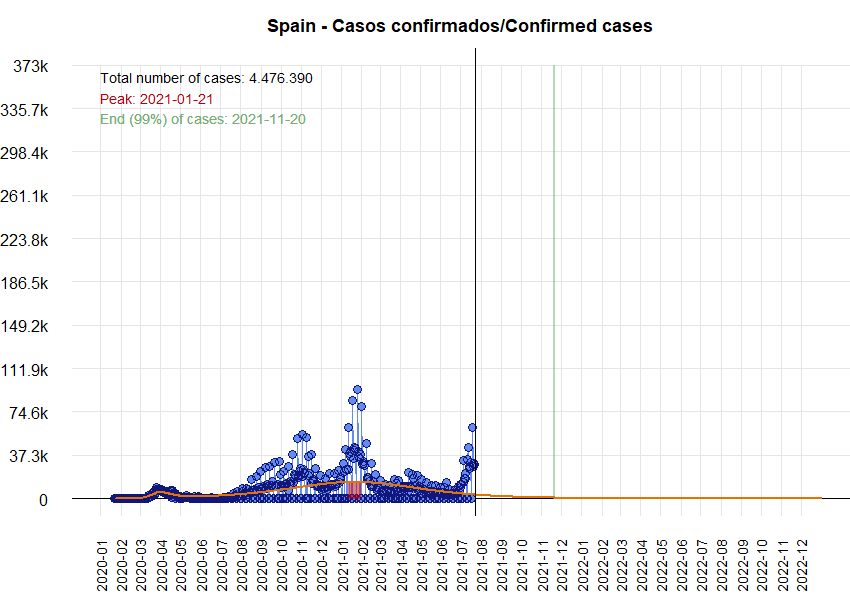 Spain - Casos confirmados/Confirmed cases
373k
Total number of cases: 4.476.390
Peak: 2021-01-21
335.7k
End (99%) of cases: 2021-11-20
298.4k
261.1k
223.8k
186.5k
149.2k
111.9k
74.6k
37.3k
0
2020-01
2020-02
2020-03
2020-04
2020-05
2020-06
2020-07
2020-08
2020-09
2020-10
2020-11
2020-12
2021-01
2021-02
2021-03
2021-04
2021-05
2021-06
2021-07
2021-08
2021-09
2021-10
2021-11
2021-12
2022-01
2022-02
2022-03
2022-04
2022-05
2022-06
2022-07
2022-08
2022-09
2022-10
2022-11
2022-12